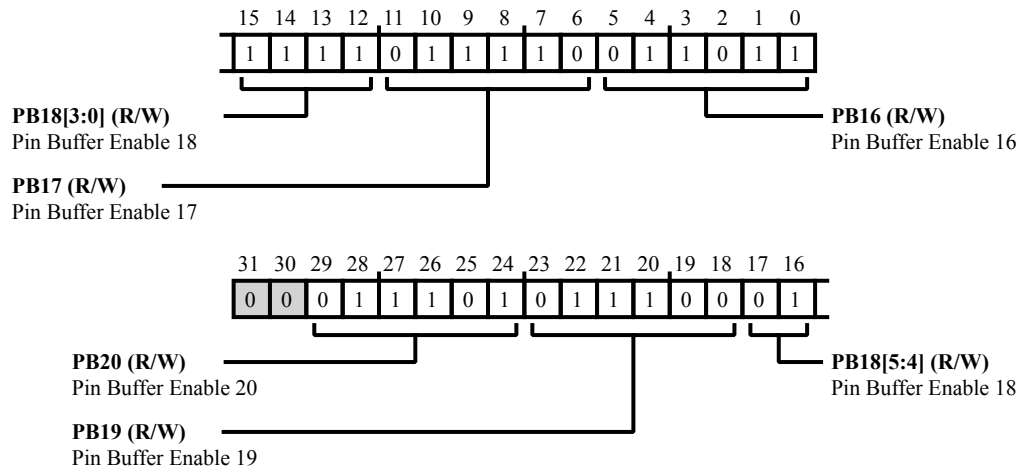 15 14 13 12 11 10 9 8 7 6 5 4 3 2 1 0
1 1 1 1 0 1 1 1 1 0 0 1 1 0 1 1
PB18[3:0] (R/W)
Pin Buffer Enable 18
PB16 (R/W)
Pin Buffer Enable 16
PB17 (R/W)
Pin Buffer Enable 17
31 30 29 28 27 26 25 24 23 22 21 20 19 18 17 16
0 0 0 1 1 1 0 1 0 1 1 1 0 0 0 1
PB20 (R/W)
Pin Buffer Enable 20
PB18[5:4] (R/W)
Pin Buffer Enable 18
PB19 (R/W)
Pin Buffer Enable 19